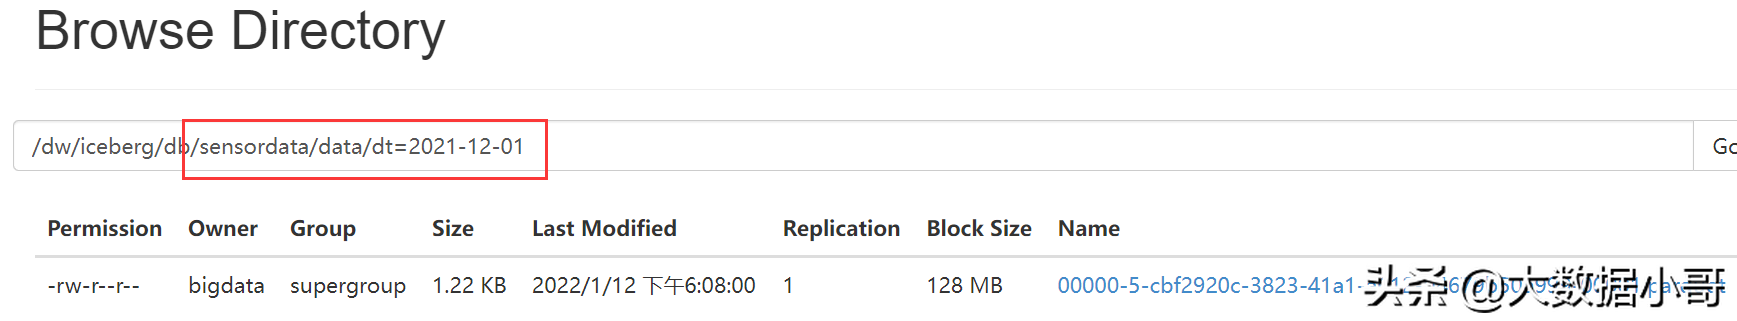 Browse Directory
/dw/iceberg/db/sensordata/data/dt=2021-12-01 Go
Permission Owner Group Size Last Modified Replication Block Size Name
-rw-r--r-- bigdata supergroup 1.22 KB 2022/1/12 下午6:08:00 1 128 MB 00000-5-cbf2920c-3823-41a1-
头条 @大数据小哥